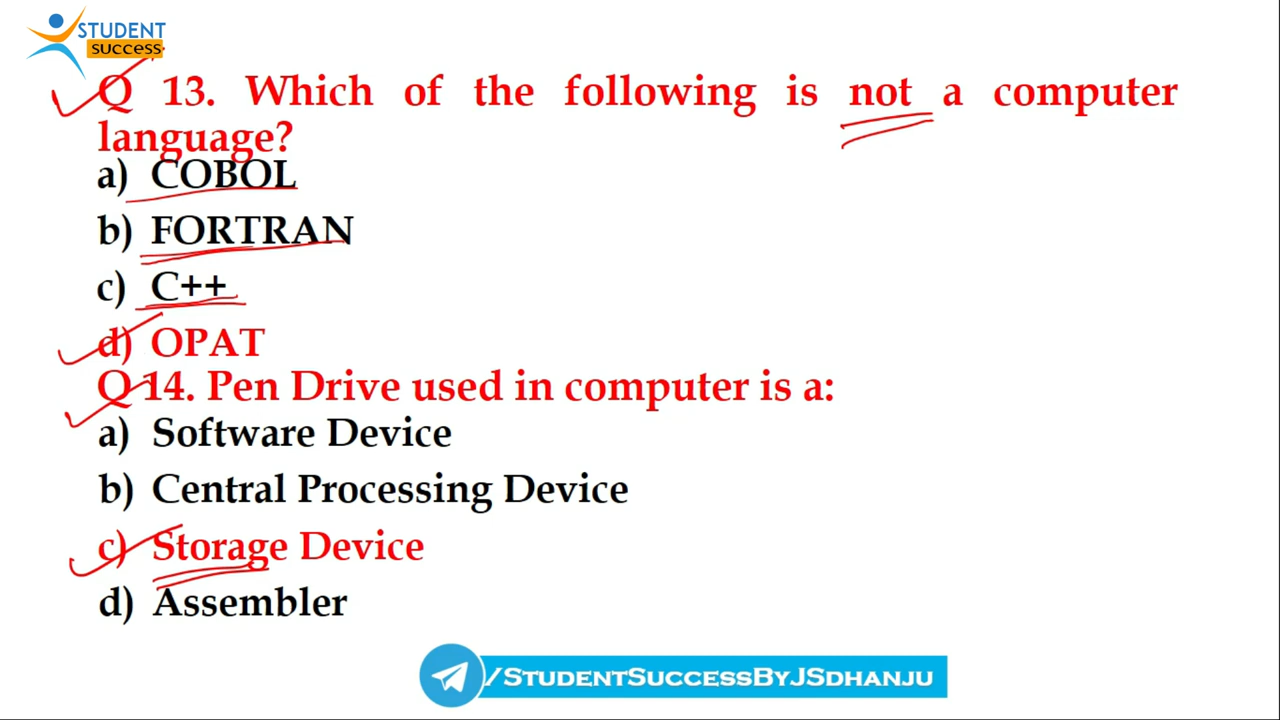 STUDENT
success
Q 13. Which of the following is not a computer
language?
a) COBOL
b) FORTRAN
c) C++
d) OPAT
Q 14. Pen Drive used in computer is a:
a) Software Device
b) Central Processing Device
c) Storage Device
d) Assembler
/STUDENTSUCCESSBYJSDHANJU